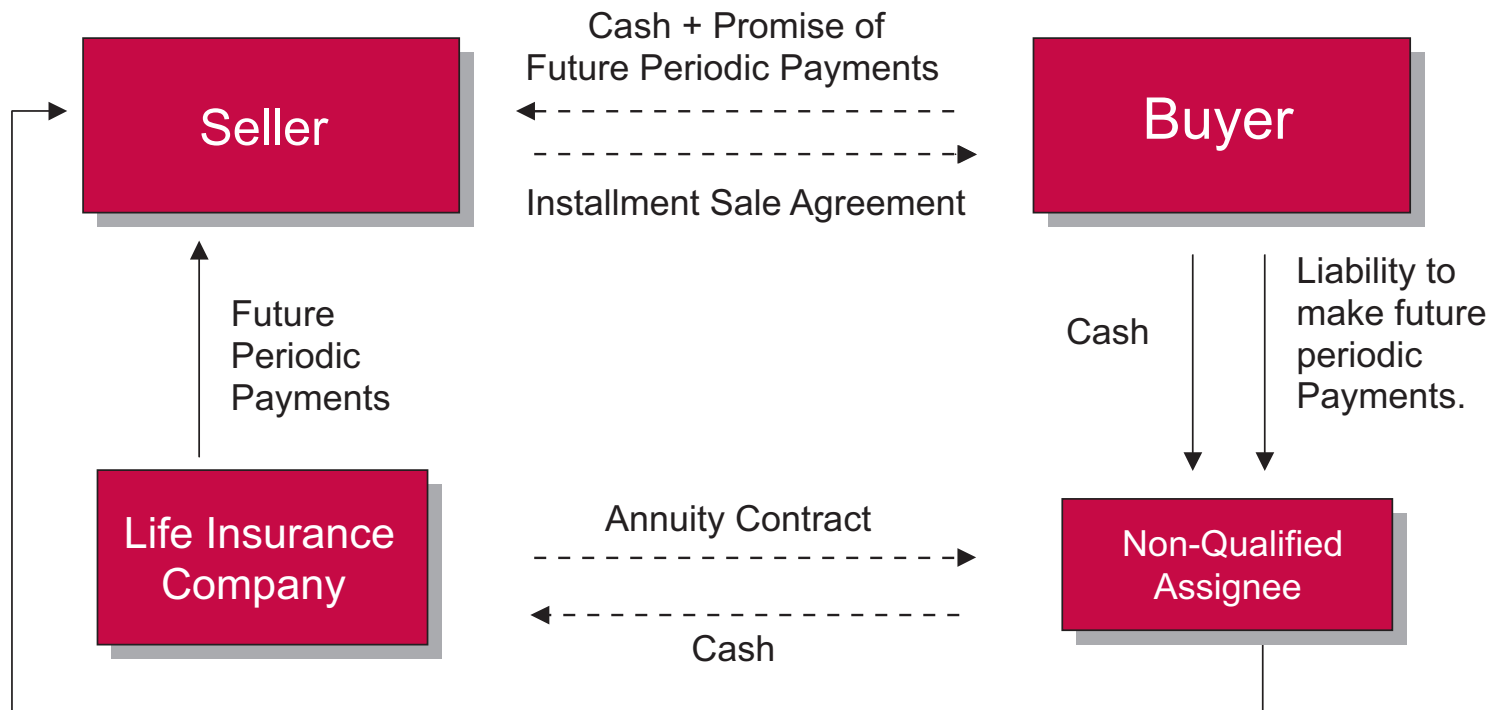 Cash + Promise of
Future Periodic Payments
Seller
Buyer
Installment Sale Agreement
Future
Periodic
Payments
Cash
Liability to
make future
periodic
Payments.
Life Insurance
Company
Annuity Contract
Cash
Non-Qualified
Assignee